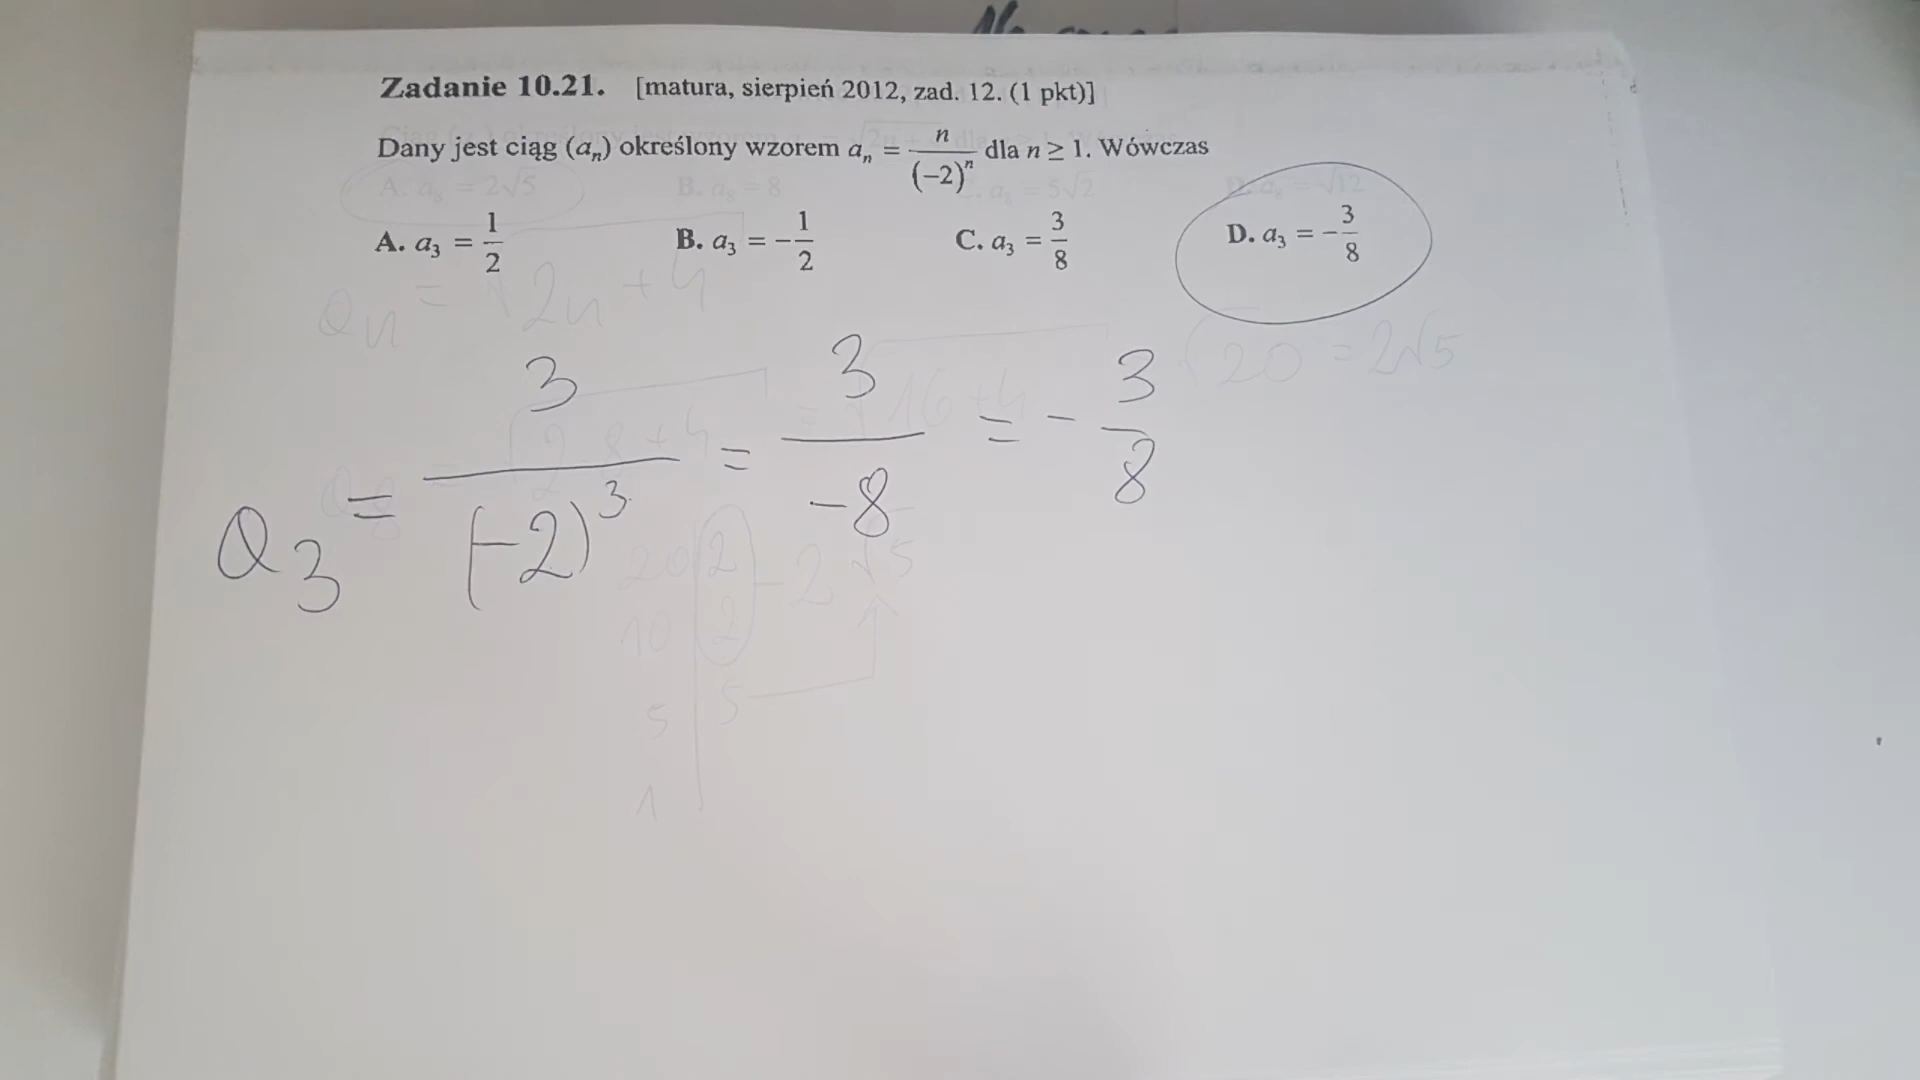 Zadanie 10.21. [matura, sierpień 2012, zad. 12. (1 pkt)]
Dany jest ciąg (aₙ) określony wzorem aₙ = n/(−2)ⁿ dla n ≥ 1. Wówczas
A. a₃ = 1/2 B. a₃ = −1/2 C. a₃ = 3/8 D. a₃ = −3/8
a₃ = 3/(−2)³ = 3/−8 = −3/8